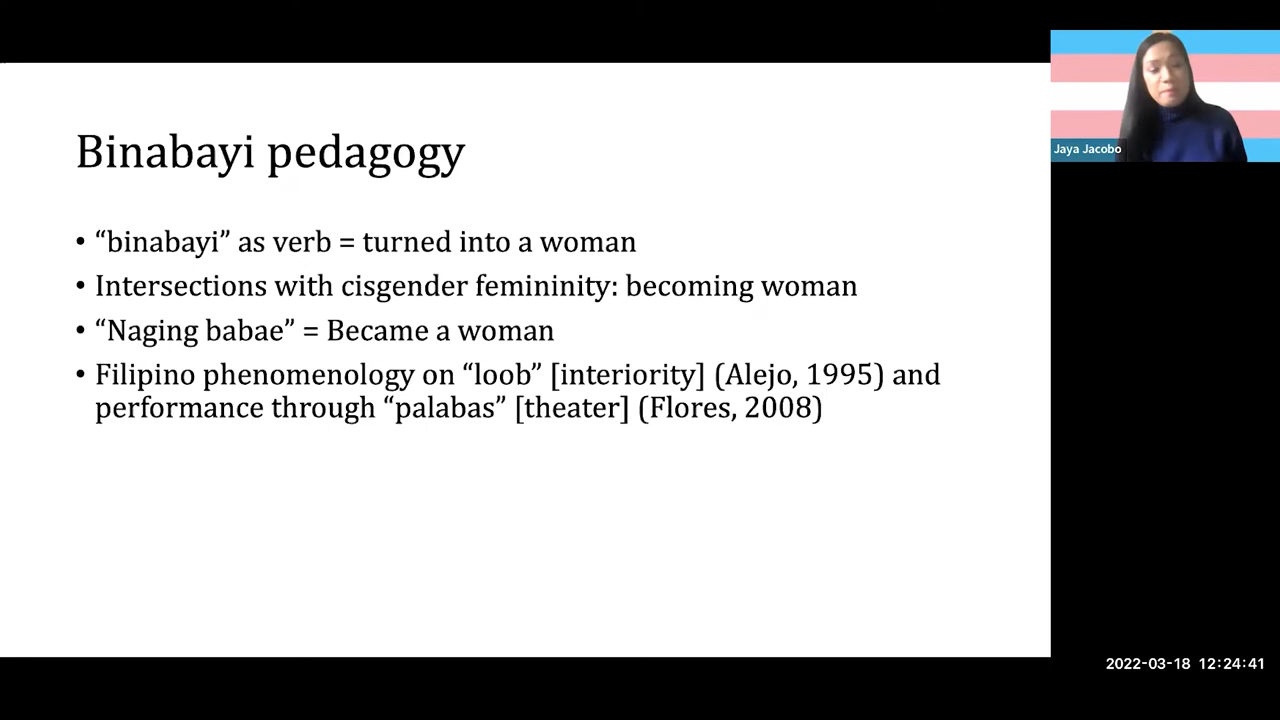 Binabayi pedagogy
• “binabayi” as verb = turned into a woman
• Intersections with cisgender femininity: becoming woman
• “Naging babae” = Became a woman
• Filipino phenomenology on “loob” [interiority] (Alejo, 1995) and
performance through “palabas” [theater] (Flores, 2008)
Jaya Jacobo
2022-03-18 12:24:41